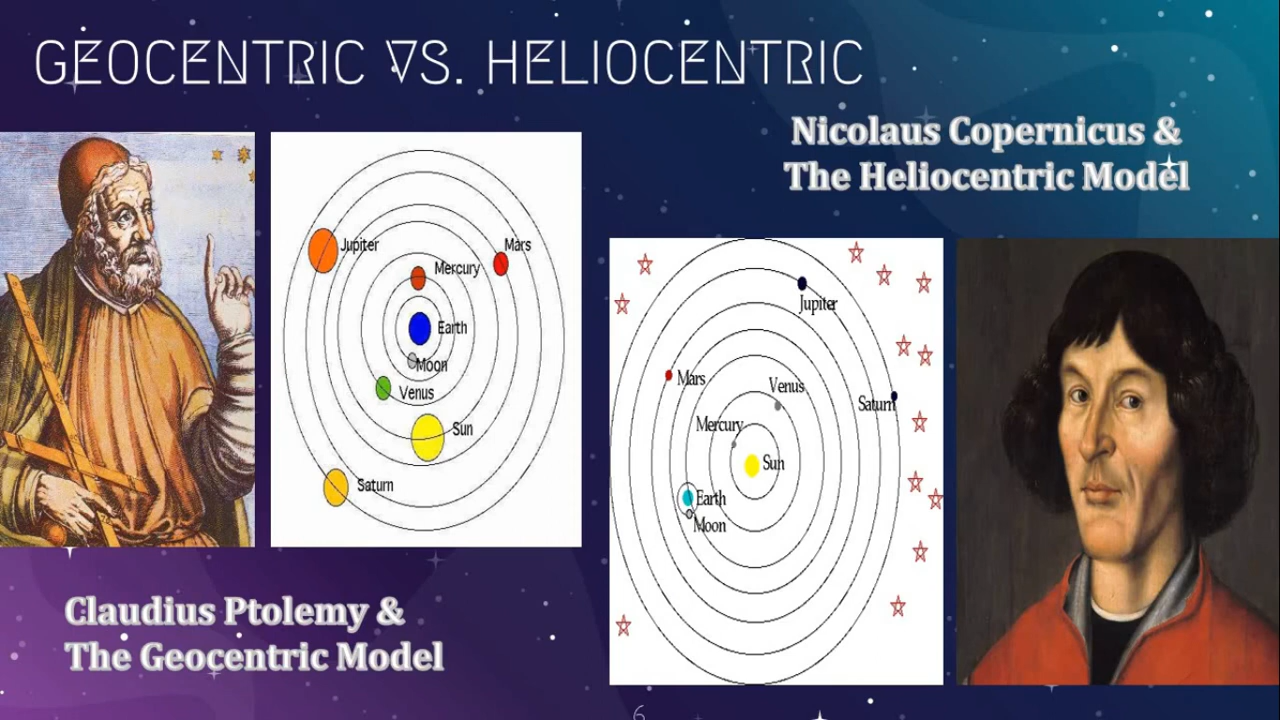 GEOCENTRIC VS. HELIOCENTRIC
Nicolaus Copernicus &
The Heliocentric Model
Jupiter
Mars
Mercury
Earth
Moon
Venus
Sun
Saturn
Jupiter
Mars
Venus
Saturn
Mercury
Sun
Earth
Moon
Claudius Ptolemy &
The Geocentric Model
6